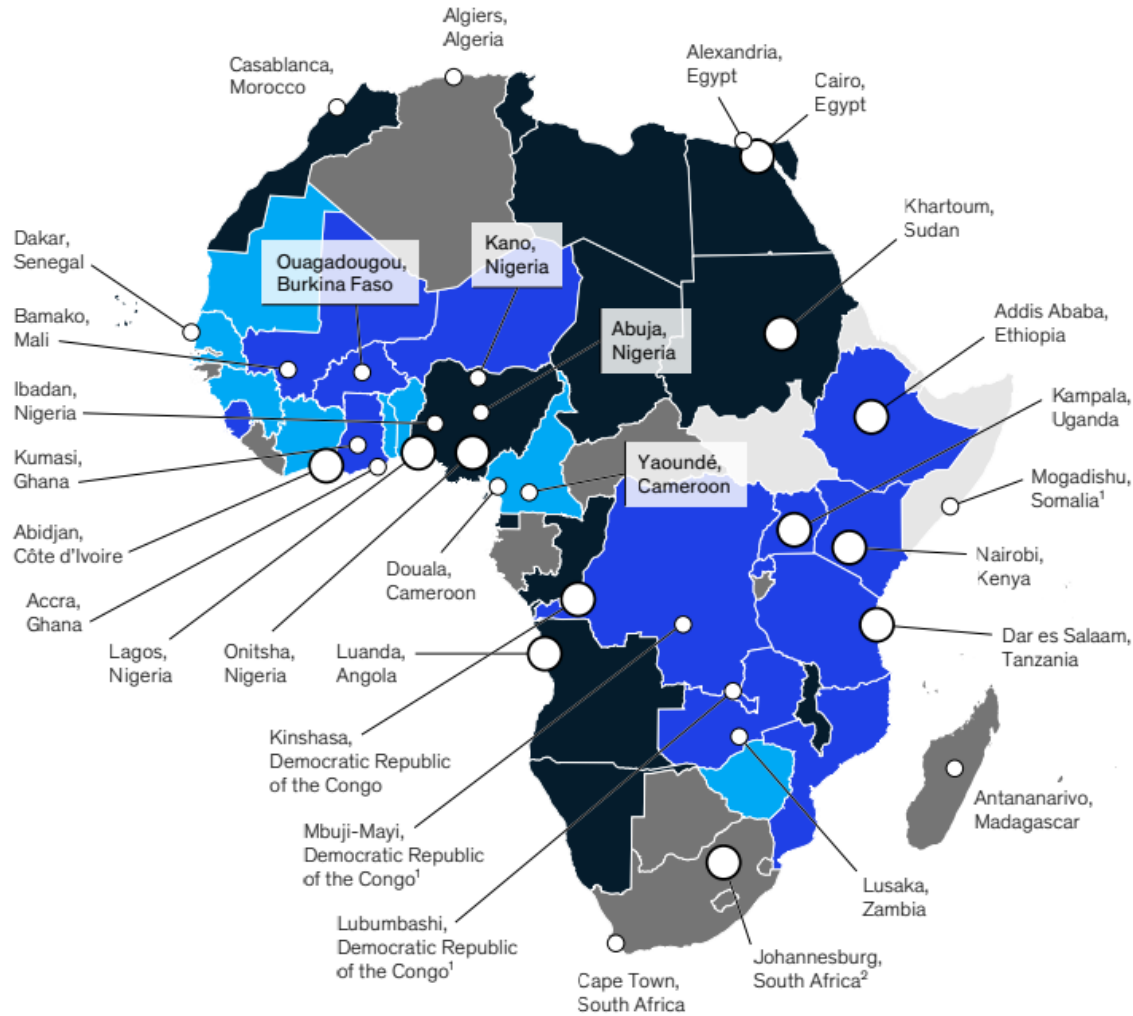 Algiers,
Algeria
Casablanca,
Morocco
Alexandria,
Egypt
Cairo,
Egypt
Khartoum,
Sudan
Dakar,
Senegal
Ouagadougou,
Burkina Faso
Kano,
Nigeria
Bamako,
Mali
Abuja,
Nigeria
Addis Ababa,
Ethiopia
Ibadan,
Nigeria
Kampala,
Uganda
Kumasi,
Ghana
Yaoundé,
Cameroon
Mogadishu,
Somalia¹
Abidjan,
Côte d'Ivoire
Nairobi,
Kenya
Douala,
Cameroon
Accra,
Ghana
Lagos,
Nigeria
Onitsha,
Nigeria
Luanda,
Angola
Dar es Salaam,
Tanzania
Kinshasa,
Democratic Republic
of the Congo
Antananarivo,
Madagascar
Mbuji-Mayi,
Democratic Republic
of the Congo¹
Lusaka,
Zambia
Lubumbashi,
Democratic Republic
of the Congo¹
Johannesburg,
South Africa²
Cape Town,
South Africa